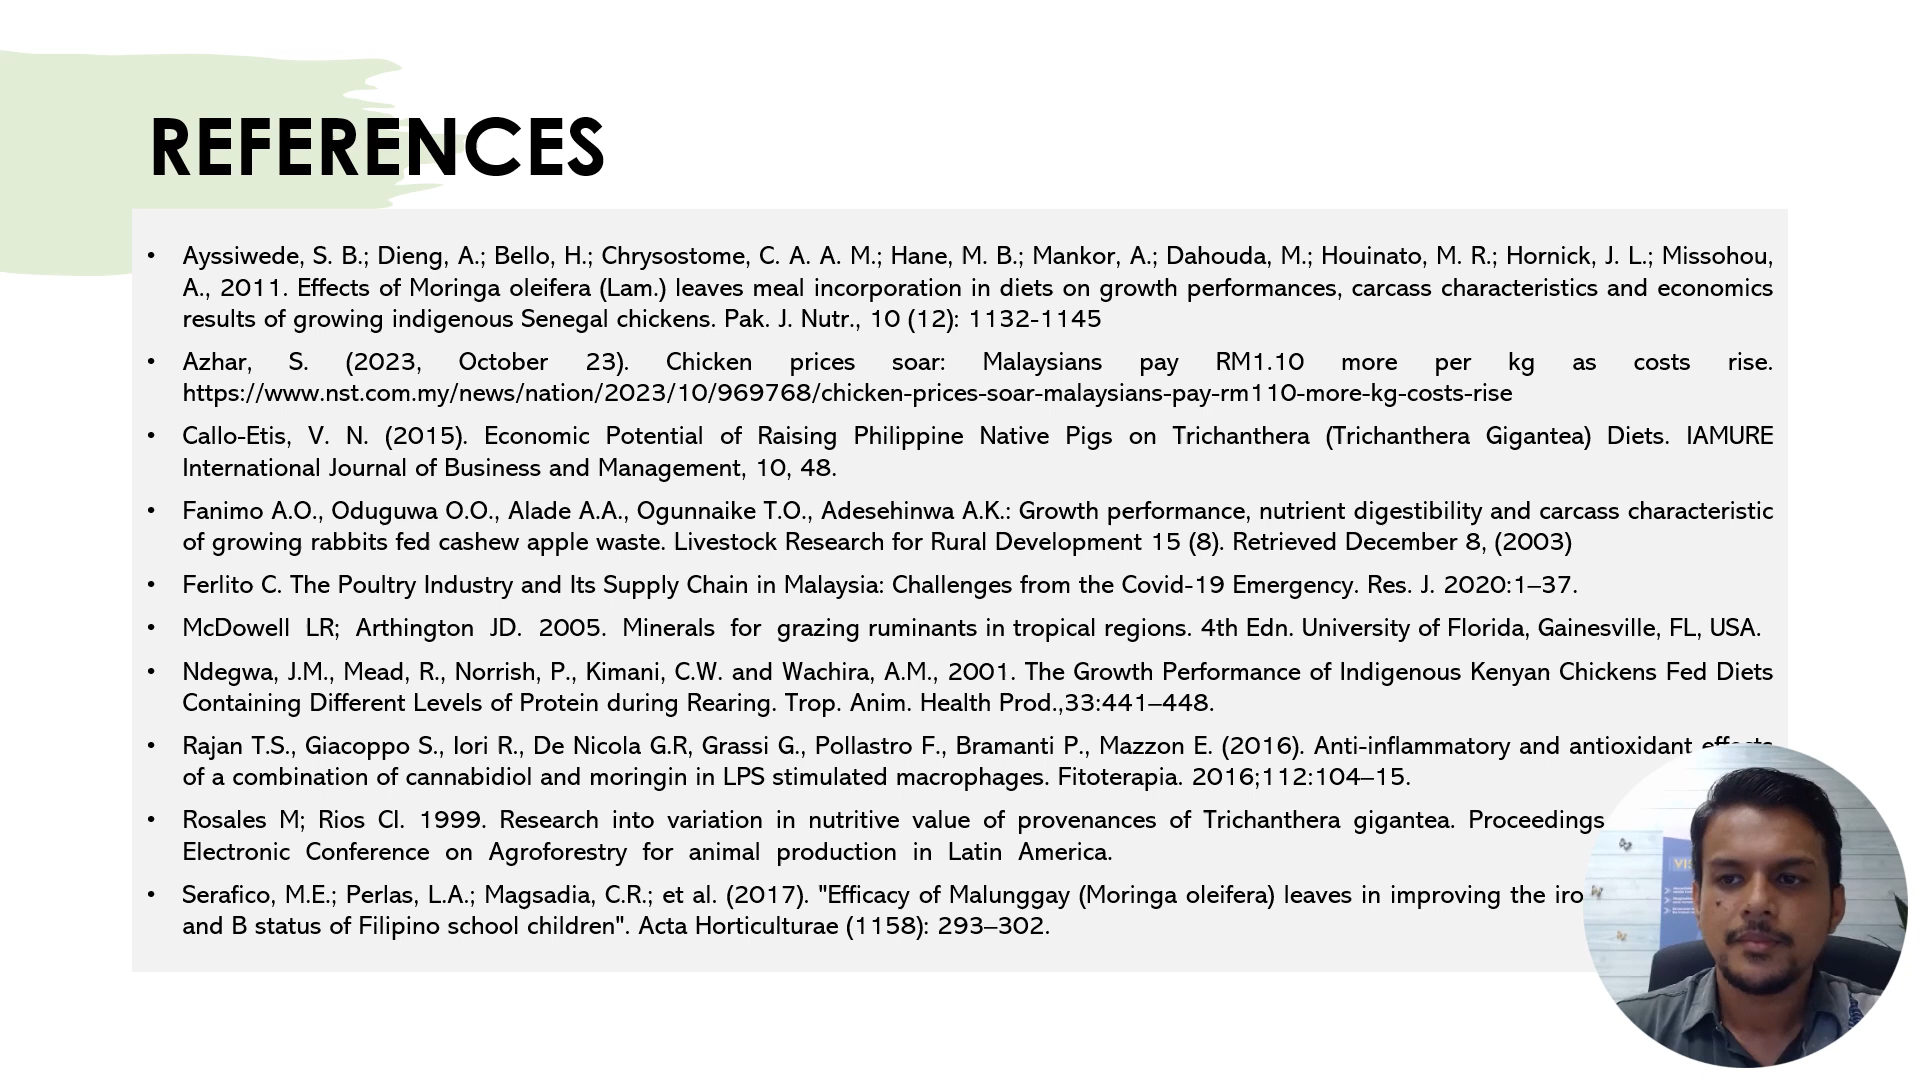 REFERENCES
• Ayssiwede, S. B.; Dieng, A.; Bello, H.; Chrysostome, C. A. A. M.; Hane, M. B.; Mankor, A.; Dahouda, M.; Houinato, M. R.; Hornick, J. L.; Missohou,
A., 2011. Effects of Moringa oleifera (Lam.) leaves meal incorporation in diets on growth performances, carcass characteristics and economics
results of growing indigenous Senegal chickens. Pak. J. Nutr., 10 (12): 1132-1145
• Azhar, S. (2023, October 23). Chicken prices soar: Malaysians pay RM1.10 more per kg as costs rise.
https://www.nst.com.my/news/nation/2023/10/969768/chicken-prices-soar-malaysians-pay-rm110-more-kg-costs-rise
• Callo-Etis, V. N. (2015). Economic Potential of Raising Philippine Native Pigs on Trichanthera (Trichanthera Gigantea) Diets. IAMURE
International Journal of Business and Management, 10, 48.
• Fanimo A.O., Oduguwa O.O., Alade A.A., Ogunnaike T.O., Adesehinwa A.K.: Growth performance, nutrient digestibility and carcass characteristic
of growing rabbits fed cashew apple waste. Livestock Research for Rural Development 15 (8). Retrieved December 8, (2003)
• Ferlito C. The Poultry Industry and Its Supply Chain in Malaysia: Challenges from the Covid-19 Emergency. Res. J. 2020:1–37.
• McDowell LR; Arthington JD. 2005. Minerals for grazing ruminants in tropical regions. 4th Edn. University of Florida, Gainesville, FL, USA.
• Ndegwa, J.M., Mead, R., Norrish, P., Kimani, C.W. and Wachira, A.M., 2001. The Growth Performance of Indigenous Kenyan Chickens Fed Diets
Containing Different Levels of Protein during Rearing. Trop. Anim. Health Prod.,33:441–448.
• Rajan T.S., Giacoppo S., Iori R., De Nicola G.R, Grassi G., Pollastro F., Bramanti P., Mazzon E. (2016). Anti-inflammatory and antioxidant effects
of a combination of cannabidiol and moringin in LPS stimulated macrophages. Fitoterapia. 2016;112:104–15.
• Rosales M; Rios CI. 1999. Research into variation in nutritive value of provenances of Trichanthera gigantea. Proceedings
Electronic Conference on Agroforestry for animal production in Latin America.
• Serafico, M.E.; Perlas, L.A.; Magsadia, C.R.; et al. (2017). "Efficacy of Malunggay (Moringa oleifera) leaves in improving the iro
and B status of Filipino school children". Acta Horticulturae (1158): 293–302.